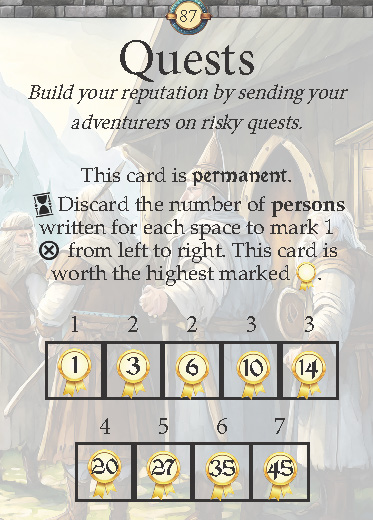 87
Quests
Build your reputation by sending your
adventurers on risky quests.
This card is permanent.
Discard the number of persons
written for each space to mark 1
from left to right. This card is
worth the highest marked .
1 2 2 3 3
1 3 6 10 14
4 5 6 7
20 27 35 45